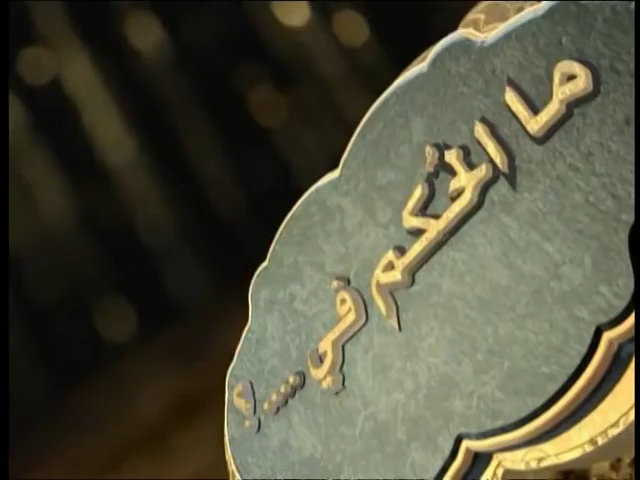 ما الحكم في ....؟